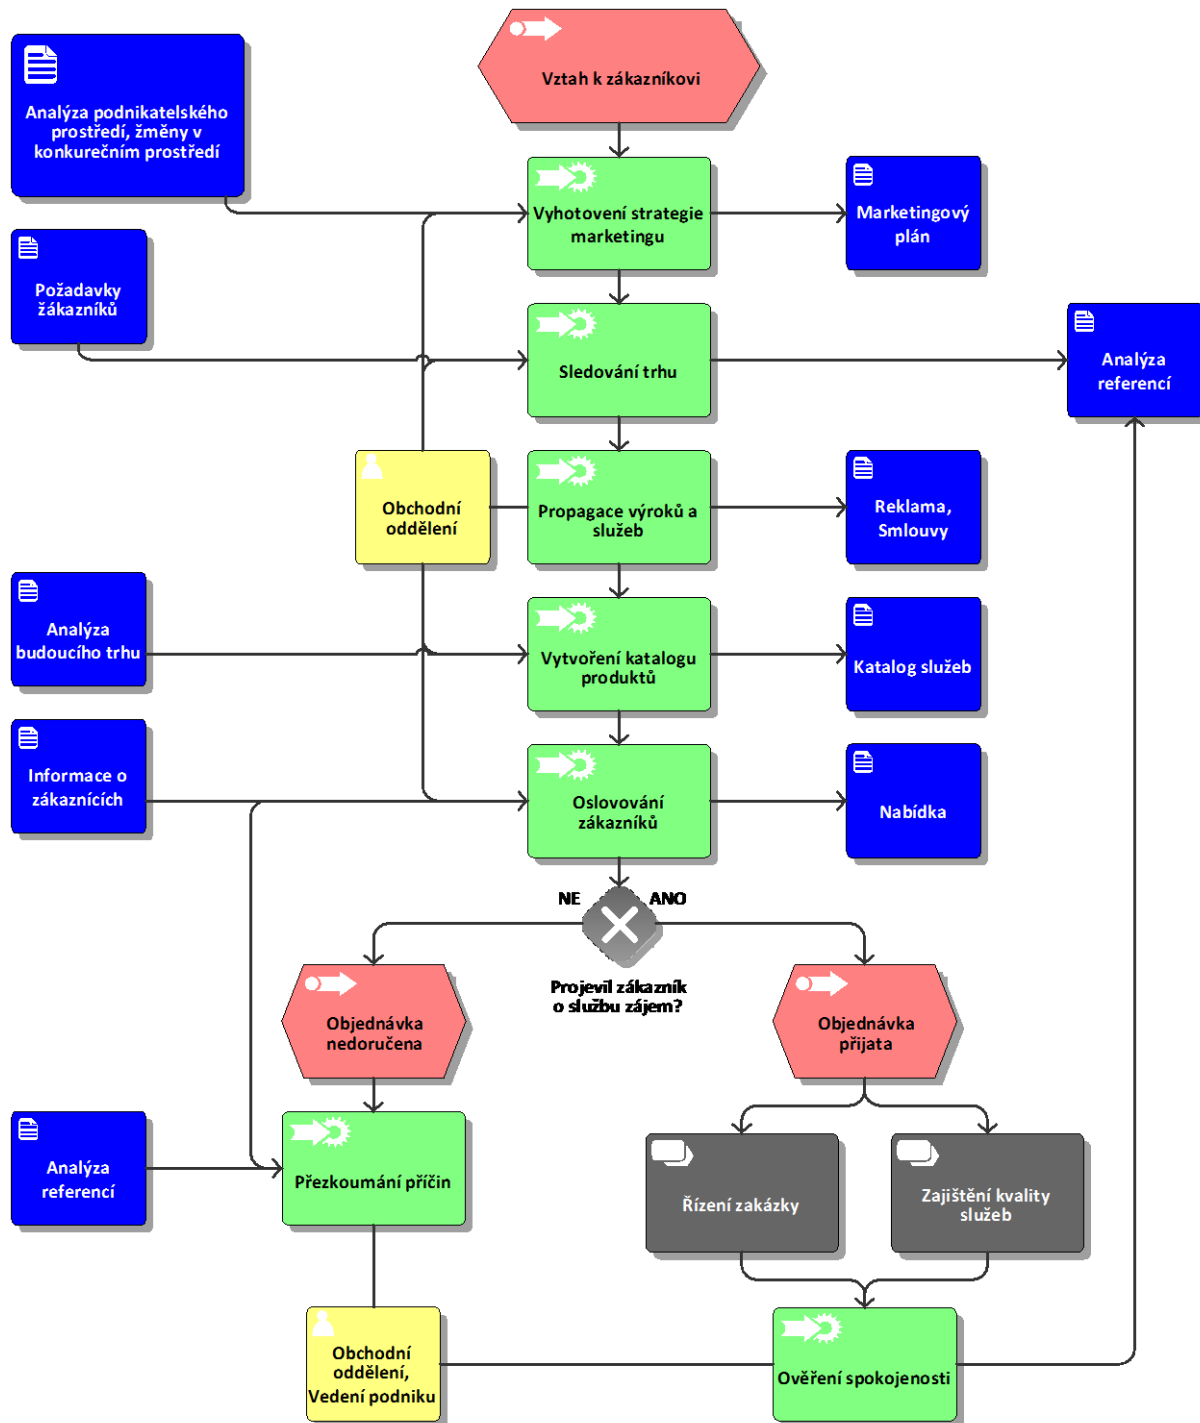 Vztah k zákazníkovi
Analýza podnikatelského
prostředí, žměny v
konkurečním prostředí
Vyhotovení strategie
marketingu
Marketingový
plán
Požadavky
žákazníků
Sledování trhu
Analýza
referencí
Obchodní
oddělení
Propagace výroků a
služeb
Reklama,
Smlouvy
Analýza
budoucího trhu
Vytvoření katalogu
produktů
Katalog služeb
Informace o
zákaznících
Oslovování
zákazníků
Nabídka
NE
ANO
Projevil zákazník
o službu zájem?
Objednávka
nedoručena
Objednávka
přijata
Analýza
referencí
Přezkoumání příčin
Řízení zakázky
Zajištění kvality
služeb
Obchodní
oddělení,
Vedení podniku
Ověření spokojenosti